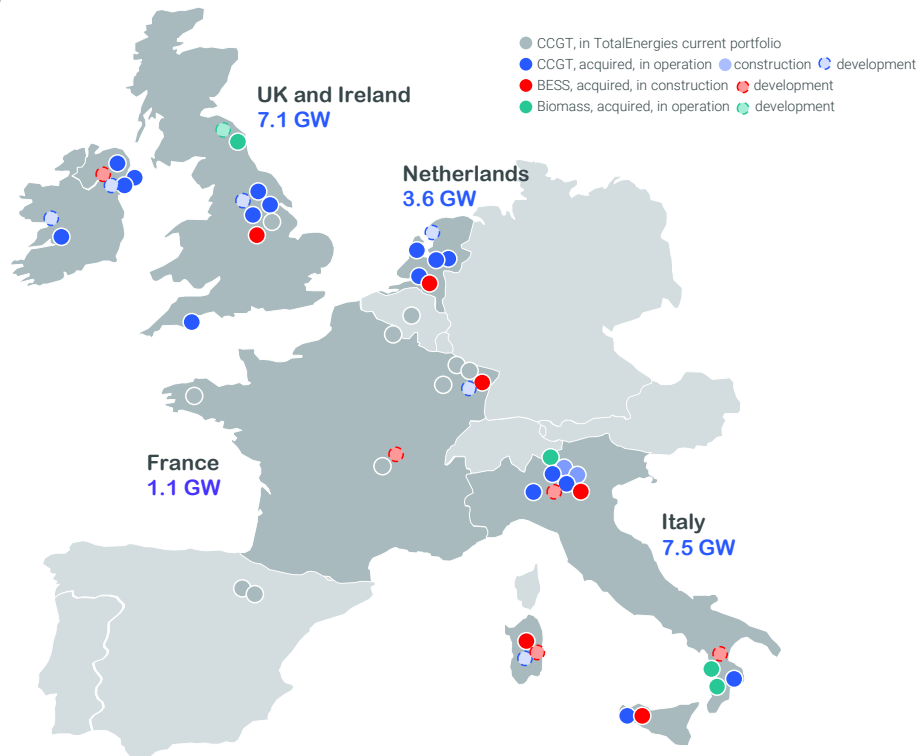 CCGT, in TotalEnergies current portfolio
CCGT, acquired, in operation construction development
BESS, acquired, in construction development
Biomass, acquired, in operation development
UK and Ireland
7.1 GW
Netherlands
3.6 GW
France
1.1 GW
Italy
7.5 GW